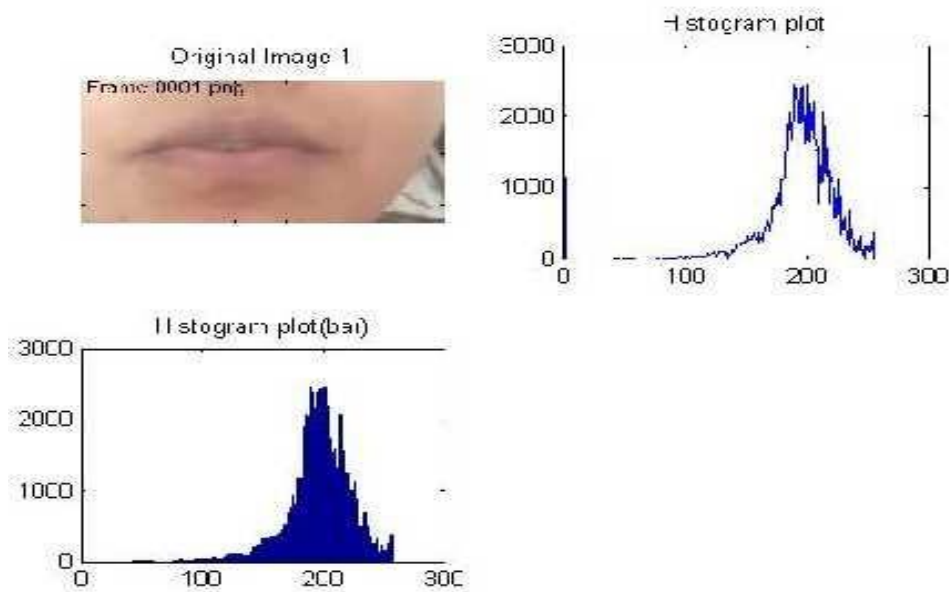 Original Image 1
Frame 0001.png
Histogram plot
3000
2000
1000
0
0 100 200 300
Histogram plot(bar)
3000
2000
1000
0
0 100 200 300